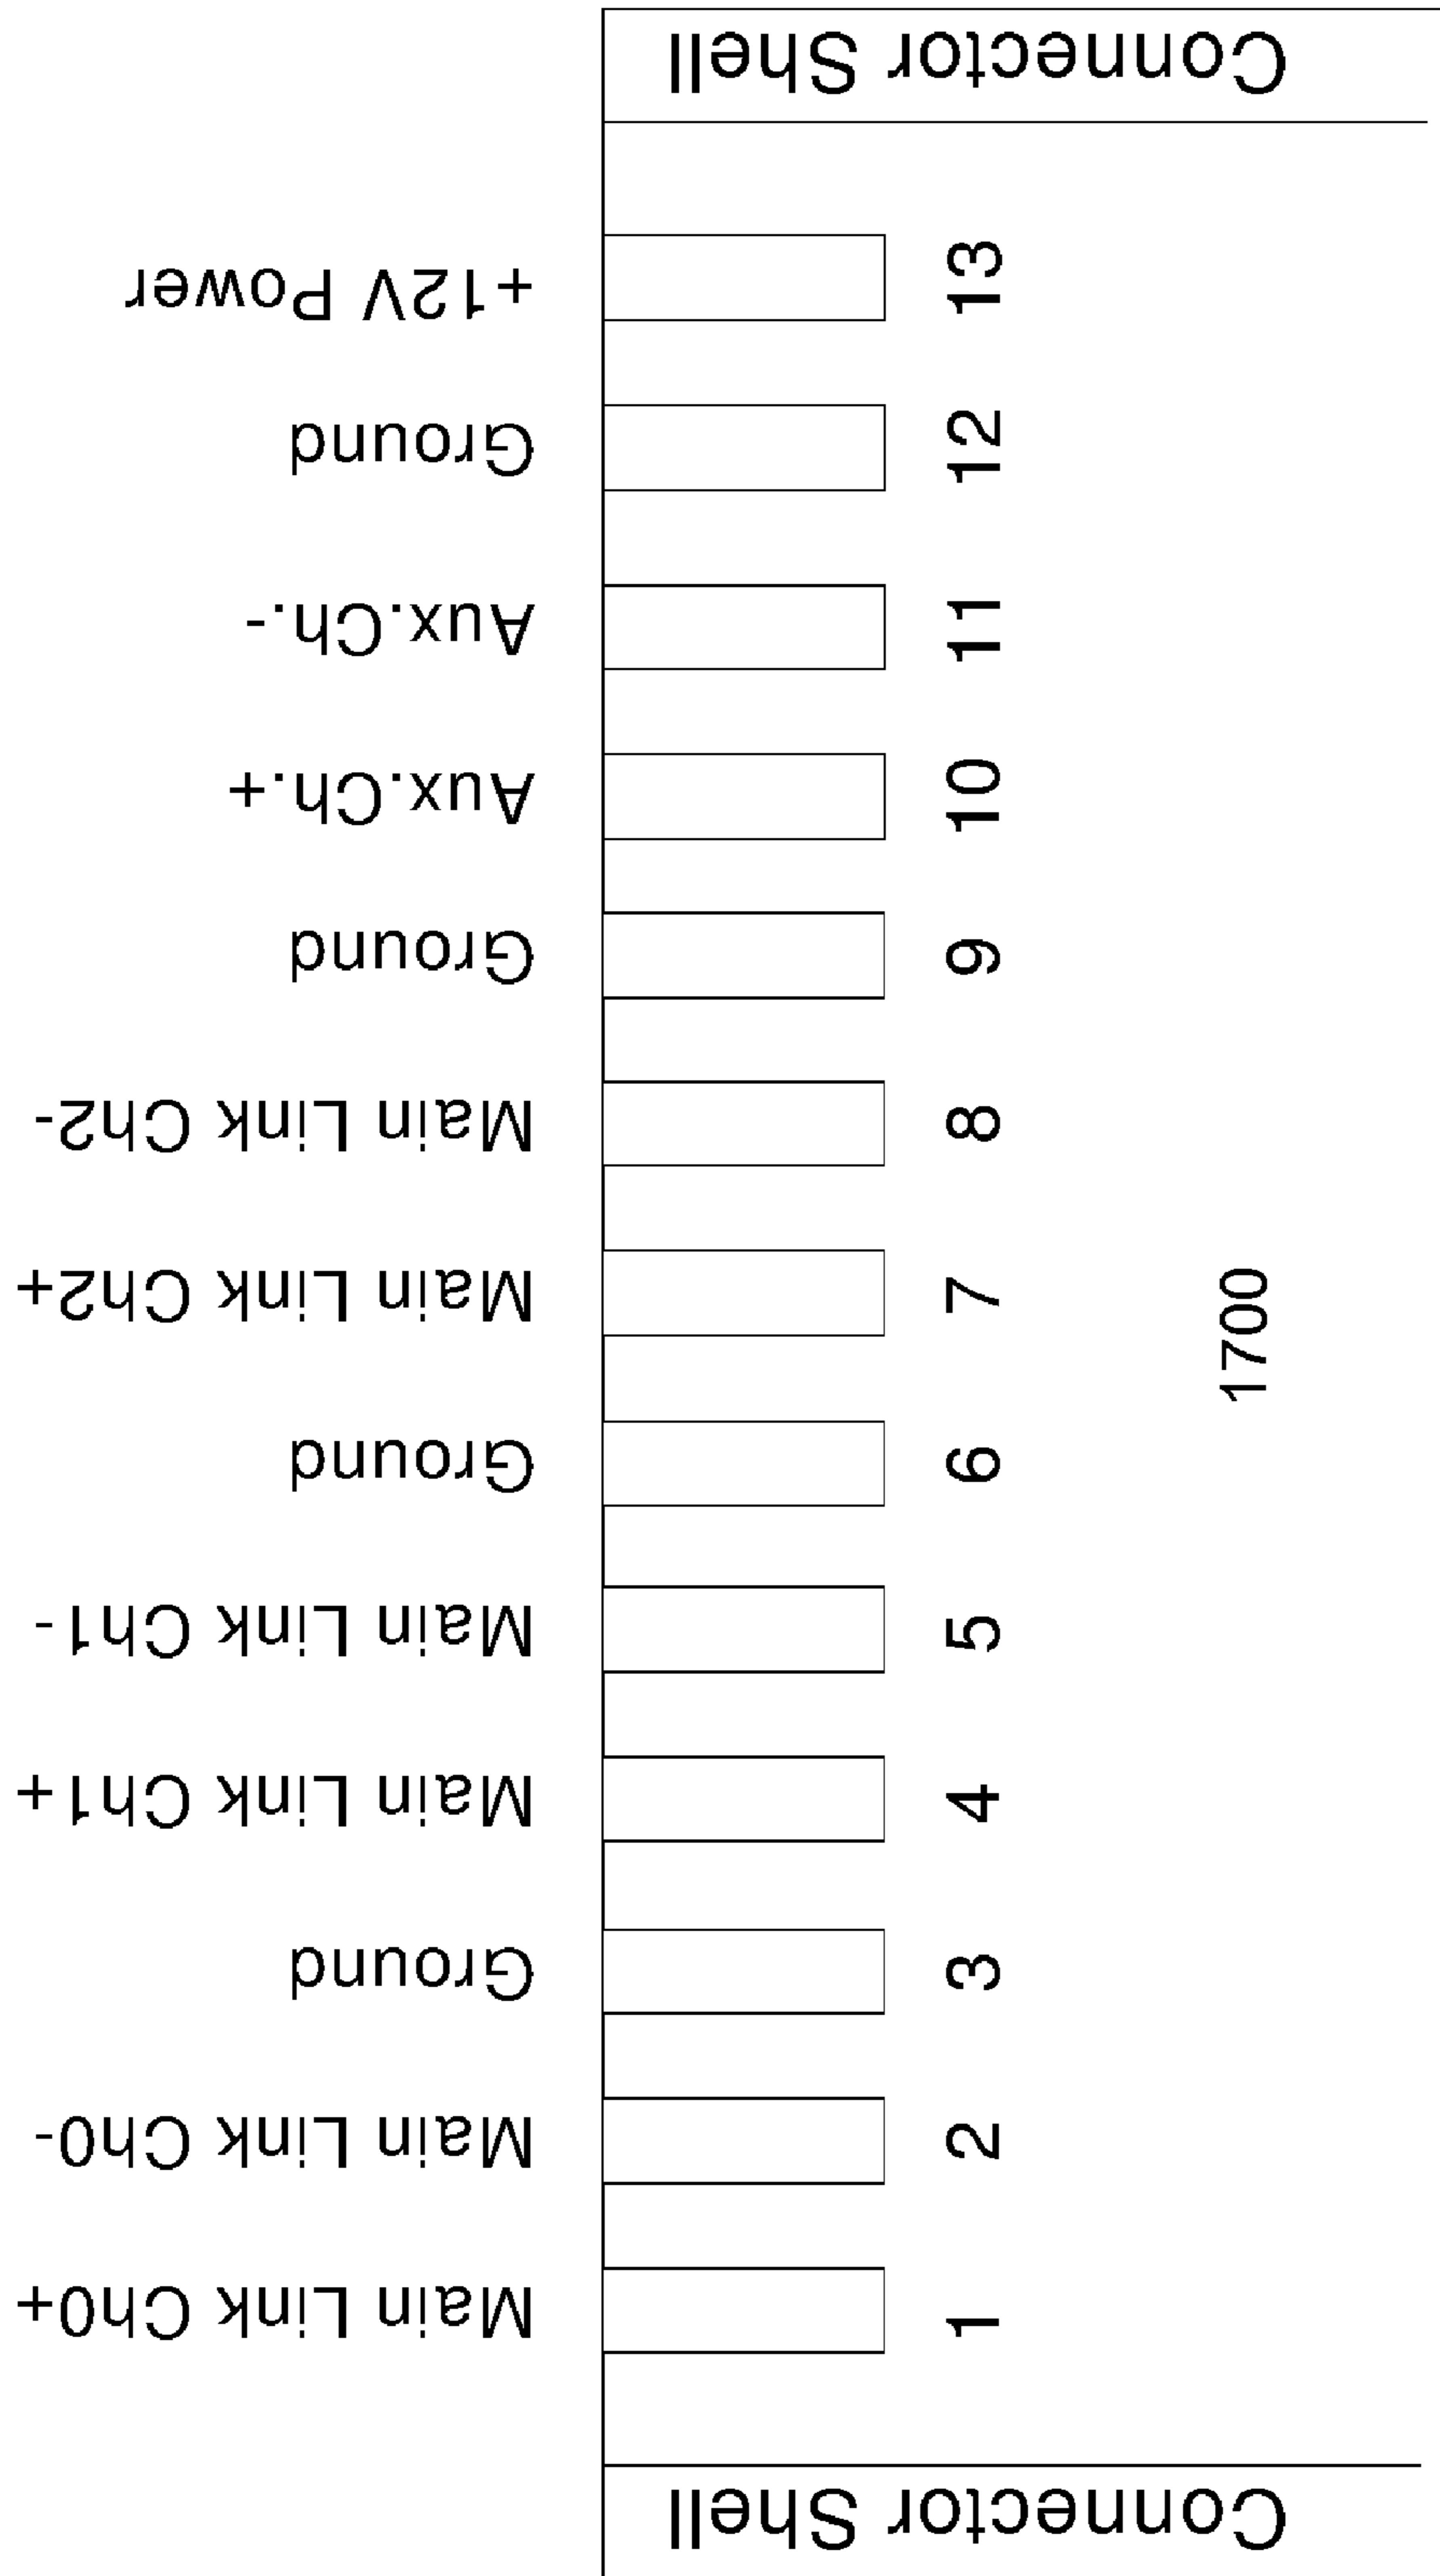 Connector Shell
+12V Power 13
Ground 12
Aux.Ch.- 11
Aux.Ch.+ 10
Ground 9
Main Link Ch2- 8
Main Link Ch2+ 7
Ground 6
Main Link Ch1- 5
Main Link Ch1+ 4
Ground 3
Main Link Ch0- 2
Main Link Ch0+ 1
Connector Shell
1700